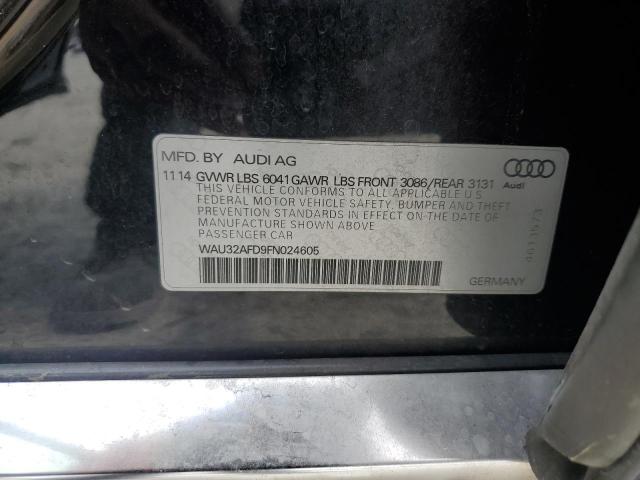 MFD. BY AUDI AG
1114 GVWR LBS 6041 GAWR LBS FRONT 3086/REAR 3131
THIS VEHICLE CONFORMS TO ALL APPLICABLE U.S
FEDERAL MOTOR VEHICLE SAFETY, BUMPER AND THEFT
PREVENTION STANDARDS IN EFFECT ON THE DATE OF
MANUFACTURE SHOWN ABOVE
PASSENGER CAR
WAU32AFD9FN024605
Audi
GERMANY